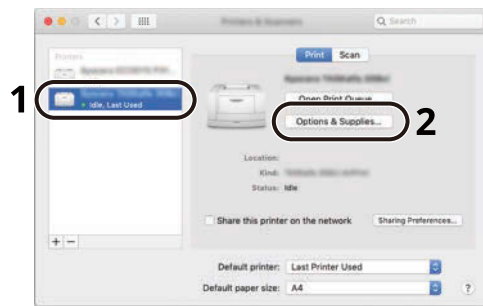 Search
Printers
Print Scan
1
Idle, Last Used
Open Print Queue
Options & Supplies...
2
Location:
Kind:
Status: Idle
Share this printer on the network
Sharing Preferences...
+ −
Default printer: Last Printer Used
Default paper size: A4
?